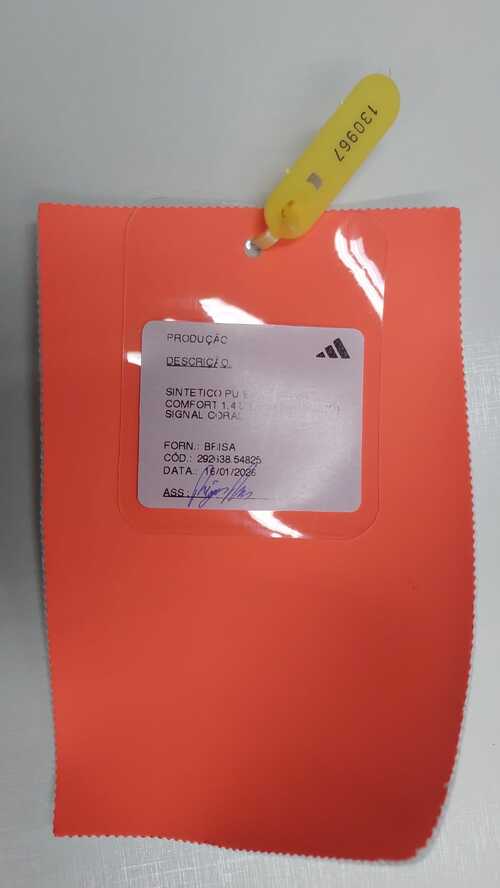 130967
PRODUÇÃO
DESCRIÇÃO:
SINTETICO PU
COMFORT 1.4
SIGNAL CORAL
FORN.: BRISA
CÓD.: 292638.54825
DATA.: 16/01/2026
ASS.: